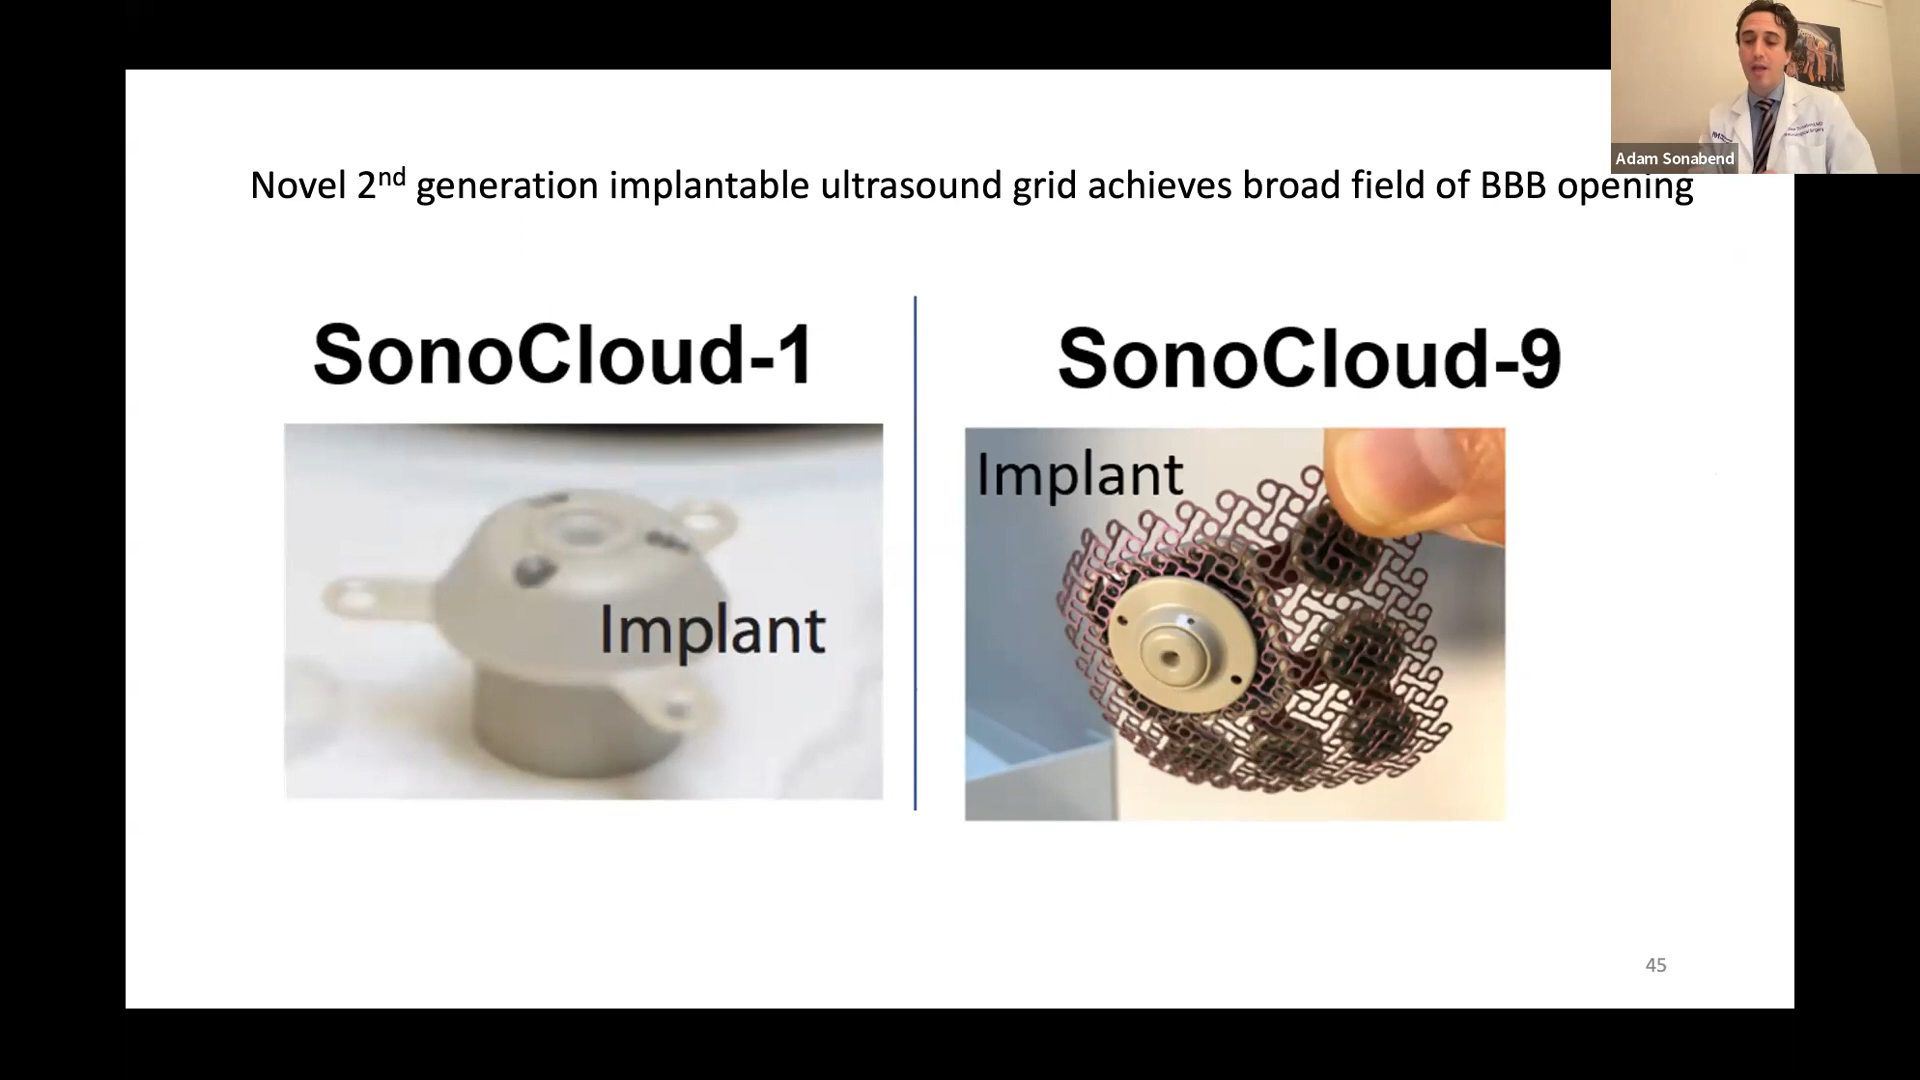 Adam Sonabend
Novel 2nd generation implantable ultrasound grid achieves broad field of BBB opening
SonoCloud-1
SonoCloud-9
Implant
Implant
45